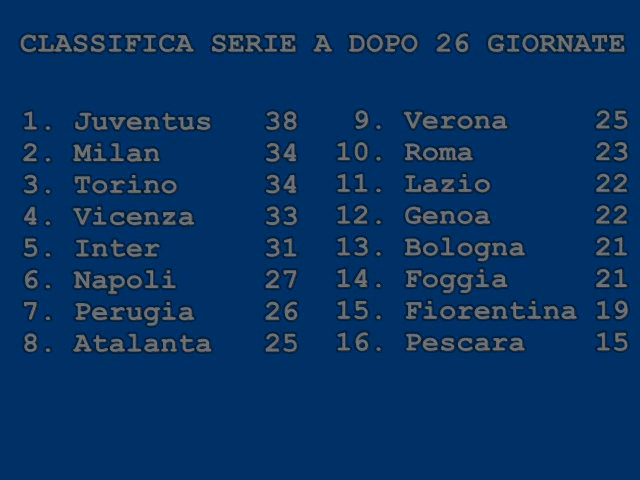 CLASSIFICA SERIE A DOPO 26 GIORNATE
1. Juventus 38 9. Verona 25
2. Milan 34 10. Roma 23
3. Torino 34 11. Lazio 22
4. Vicenza 33 12. Genoa 22
5. Inter 31 13. Bologna 21
6. Napoli 27 14. Foggia 21
7. Perugia 26 15. Fiorentina 19
8. Atalanta 25 16. Pescara 15